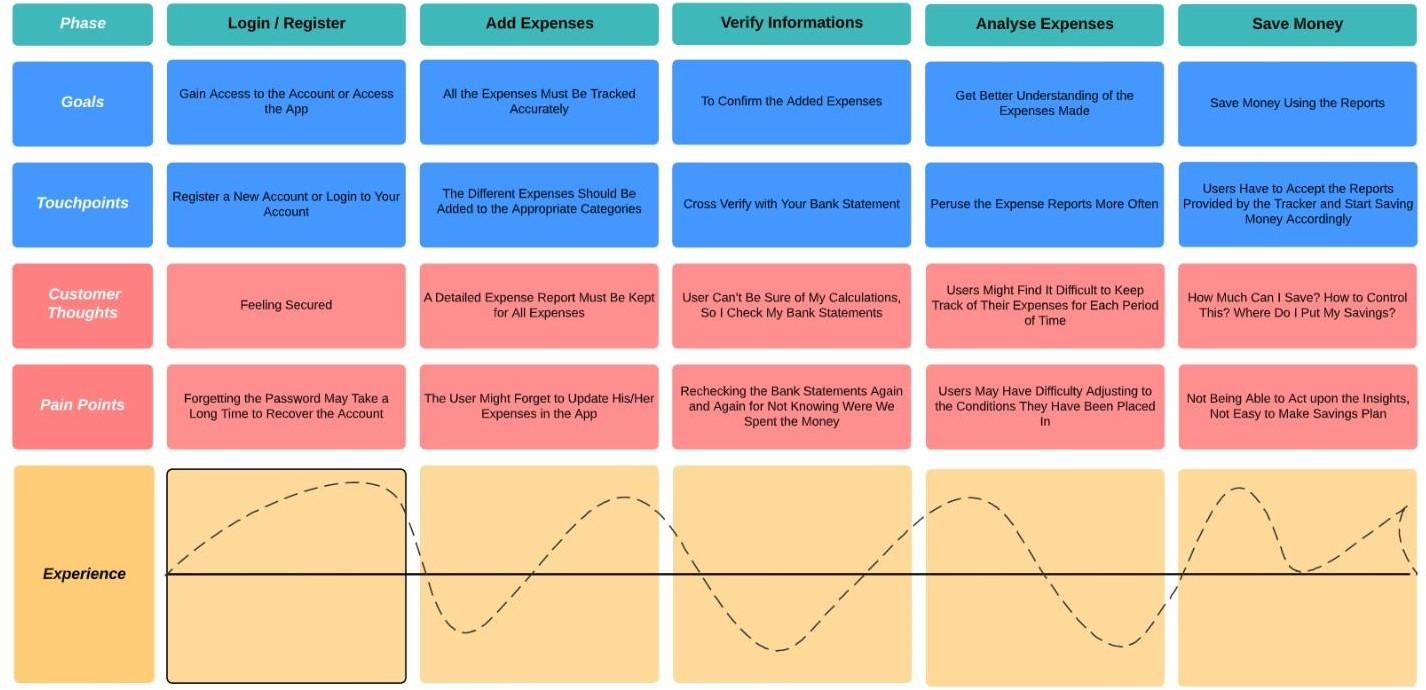 Phase
Login / Register
Add Expenses
Verify Informations
Analyse Expenses
Save Money
Goals
Gain Access to the Account or Access
the App
All the Expenses Must Be Tracked
Accurately
To Confirm the Added Expenses
Get Better Understanding of the
Expenses Made
Save Money Using the Reports
Touchpoints
Register a New Account or Login to Your
Account
The Different Expenses Should Be
Added to the Appropriate Categories
Cross Verify with Your Bank Statement
Peruse the Expense Reports More Often
Users Have to Accept the Reports
Provided by the Tracker and Start Saving
Money Accordingly
Customer
Thoughts
Feeling Secured
A Detailed Expense Report Must Be Kept
for All Expenses
User Can't Be Sure of My Calculations,
So I Check My Bank Statements
Users Might Find It Difficult to Keep
Track of Their Expenses for Each Period
of Time
How Much Can I Save? How to Control
This? Where Do I Put My Savings?
Pain Points
Forgetting the Password May Take a
Long Time to Recover the Account
The User Might Forget to Update His/Her
Expenses in the App
Rechecking the Bank Statements Again
and Again for Not Knowing Were We
Spent the Money
Users May Have Difficulty Adjusting to
the Conditions They Have Been Placed
In
Not Being Able to Act upon the Insights,
Not Easy to Make Savings Plan
Experience